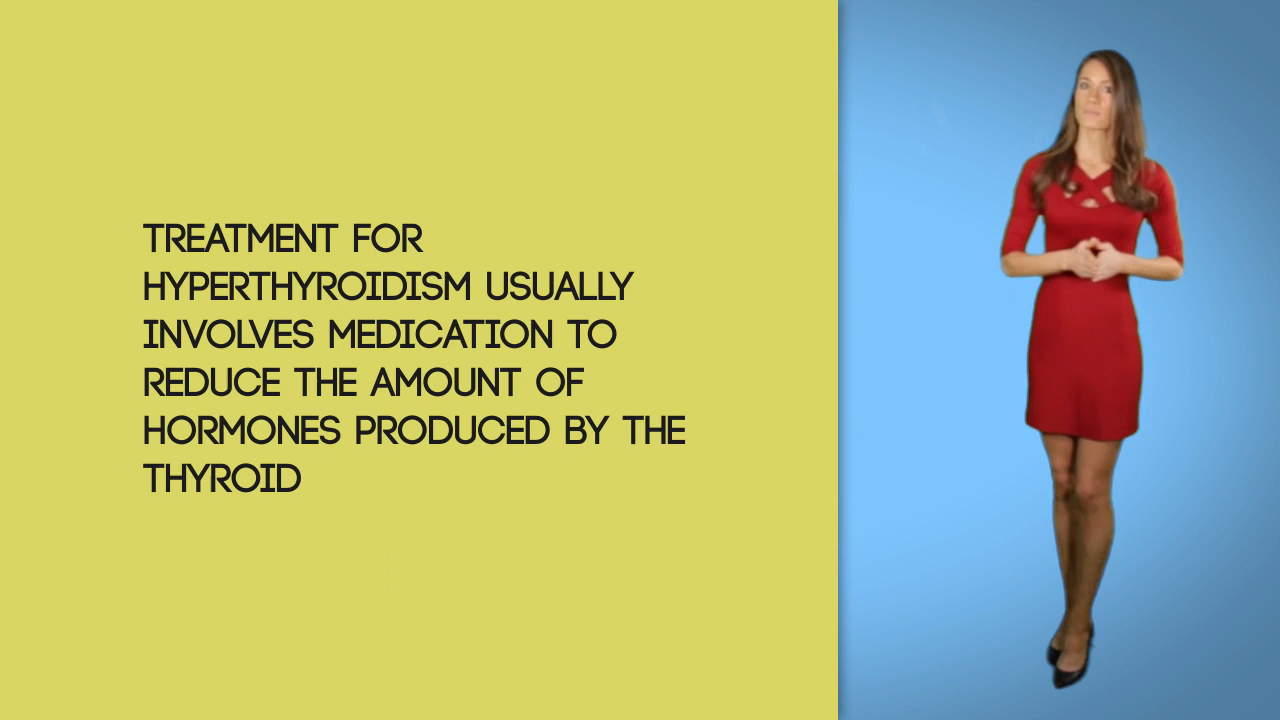 TREATMENT FOR
HYPERTHYROIDISM USUALLY
INVOLVES MEDICATION TO
REDUCE THE AMOUNT OF
HORMONES PRODUCED BY THE
THYROID